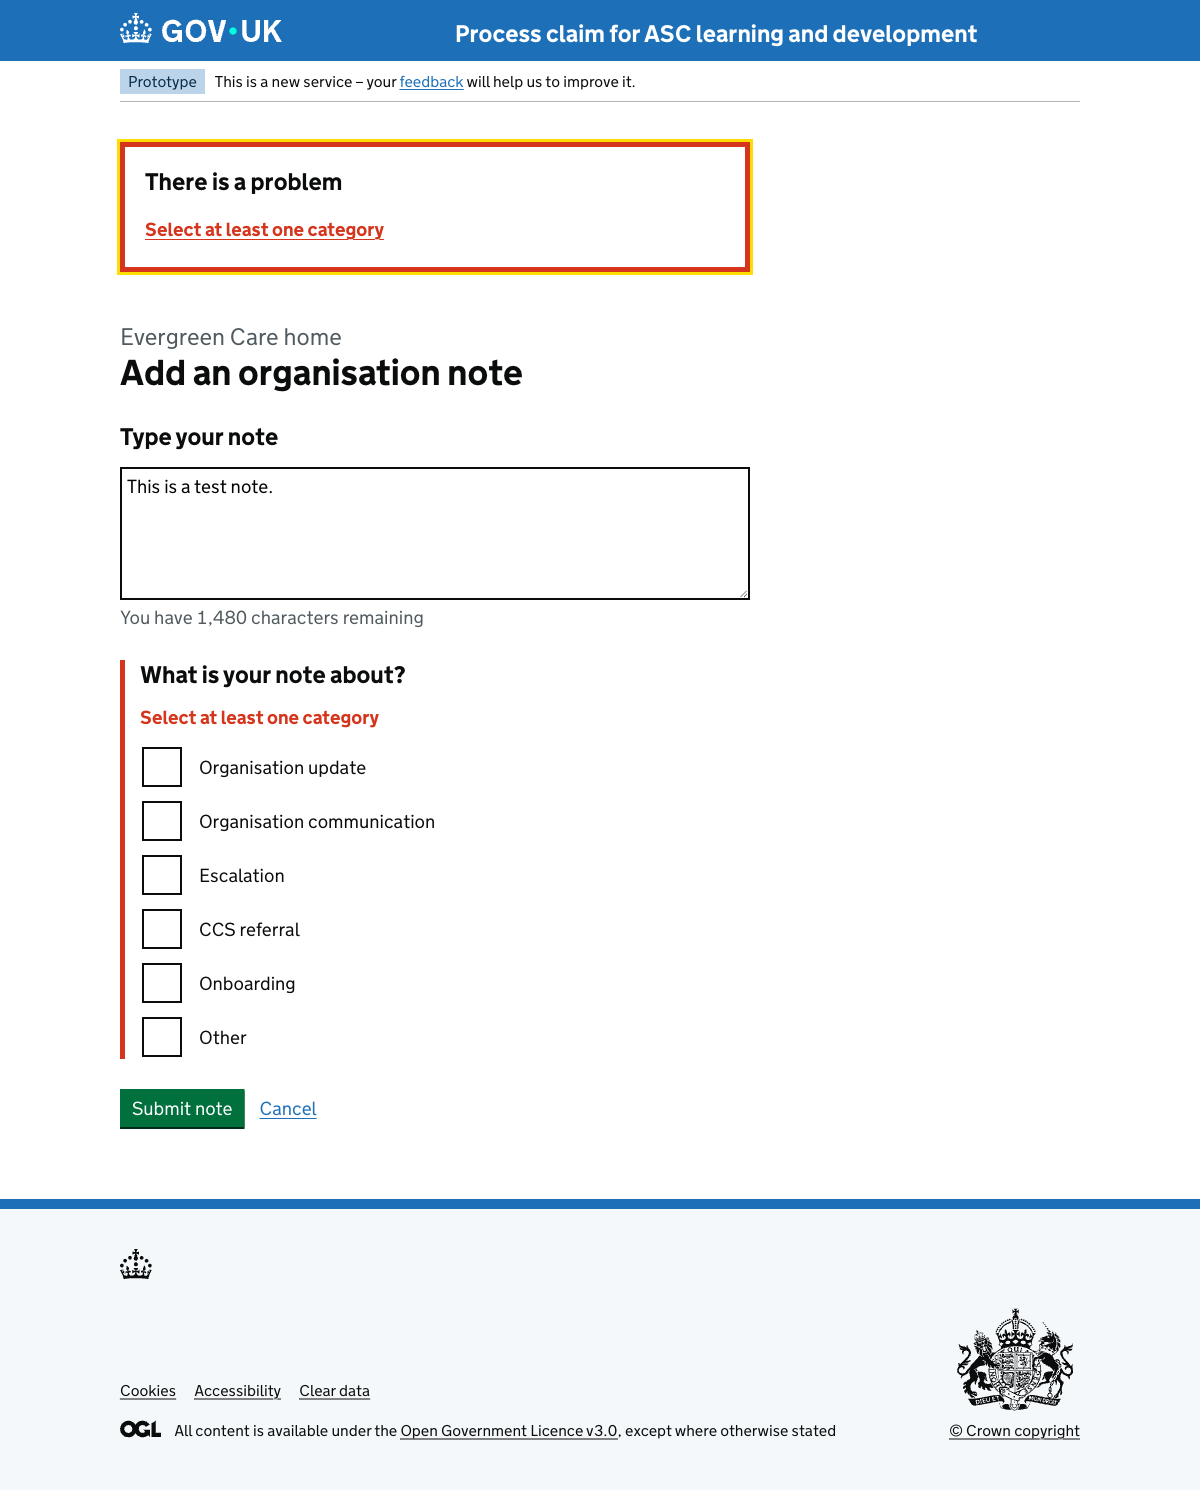 GOV·UK
Process claim for ASC learning and development
Prototype This is a new service – your feedback will help us to improve it.
There is a problem
Select at least one category
Evergreen Care home
Add an organisation note
Type your note
This is a test note.
You have 1,480 characters remaining
What is your note about?
Select at least one category
Organisation update
Organisation communication
Escalation
CCS referral
Onboarding
Other
Submit note Cancel
Cookies Accessibility Clear data
OGL All content is available under the Open Government Licence v3.0, except where otherwise stated
© Crown copyright